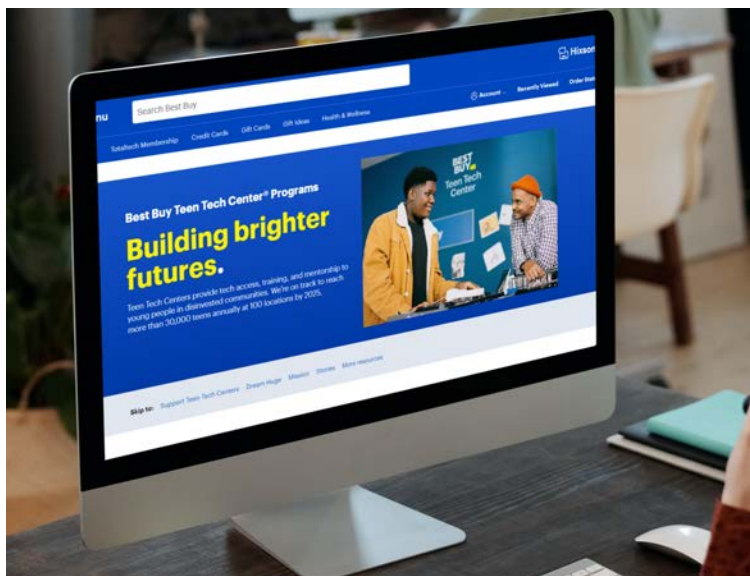 nu
Search Best Buy
Hixson
Totaltech Membership Credit Cards Gift Cards Gift Ideas Health & Wellness
Account Recently Viewed Order Stat
Best Buy Teen Tech Center® Programs
Building brighter
futures.
Teen Tech Centers provide tech access, training, and mentorship to
young people in disinvested communities. We're on track to reach
more than 30,000 teens annually at 100 locations by 2025.
BEST
BUY
Teen Tech
Center
Skip to: Support Teen Tech Centers Dream Huge Mission Stories More resources